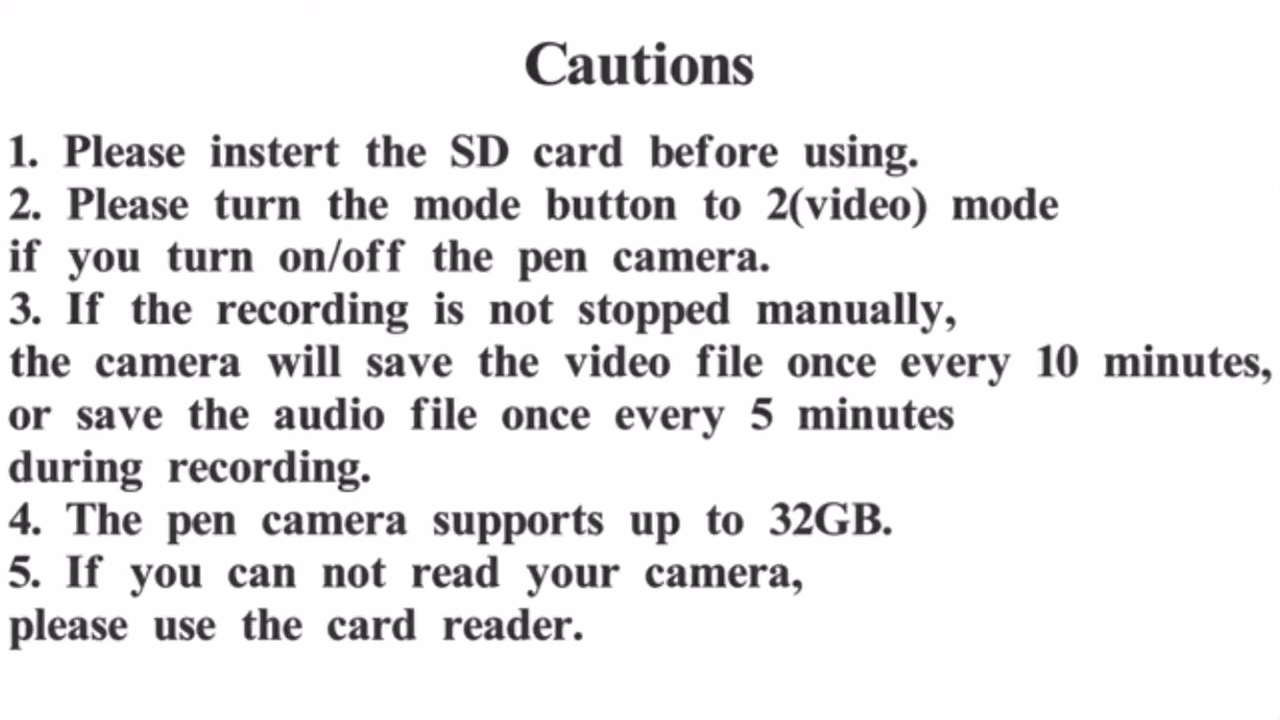 Cautions
1. Please instert the SD card before using.
2. Please turn the mode button to 2(video) mode
if you turn on/off the pen camera.
3. If the recording is not stopped manually,
the camera will save the video file once every 10 minutes,
or save the audio file once every 5 minutes
during recording.
4. The pen camera supports up to 32GB.
5. If you can not read your camera,
please use the card reader.